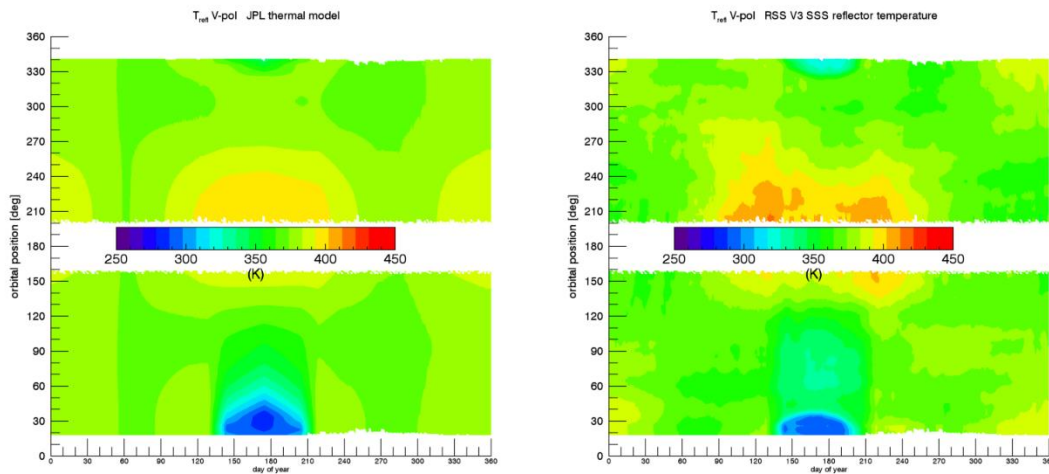 T_refl V-pol   JPL thermal model
360
330
300
270
240
210
180
150
120
90
60
30
0
orbital position [deg]
250 300 350 400 450
(K)
0 30 60 90 120 150 180 210 240 270 300 330 360
day of year
T_refl V-pol   RSS V3 SSS reflector temperature
360
330
300
270
240
210
180
150
120
90
60
30
0
orbital position [deg]
250 300 350 400 450
(K)
0 30 60 90 120 150 180 210 240 270 300 330 360
day of year